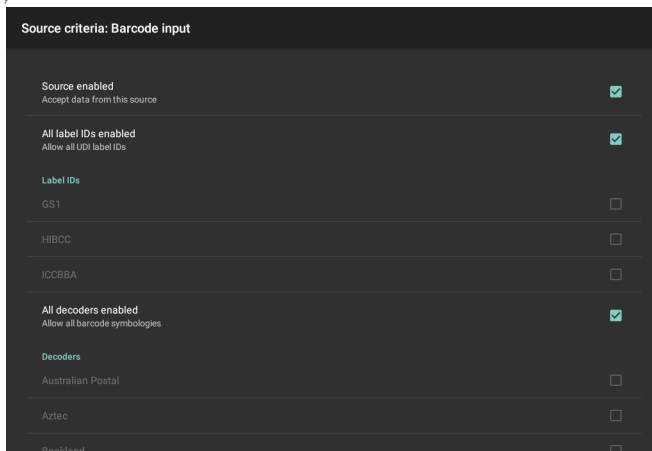 Source criteria: Barcode input
Source enabled
Accept data from this source
All label IDs enabled
Allow all UDI label IDs
Label IDs
GS1
HIBCC
ICCBBA
All decoders enabled
Allow all barcode symbologies
Decoders
Australian Postal
Aztec